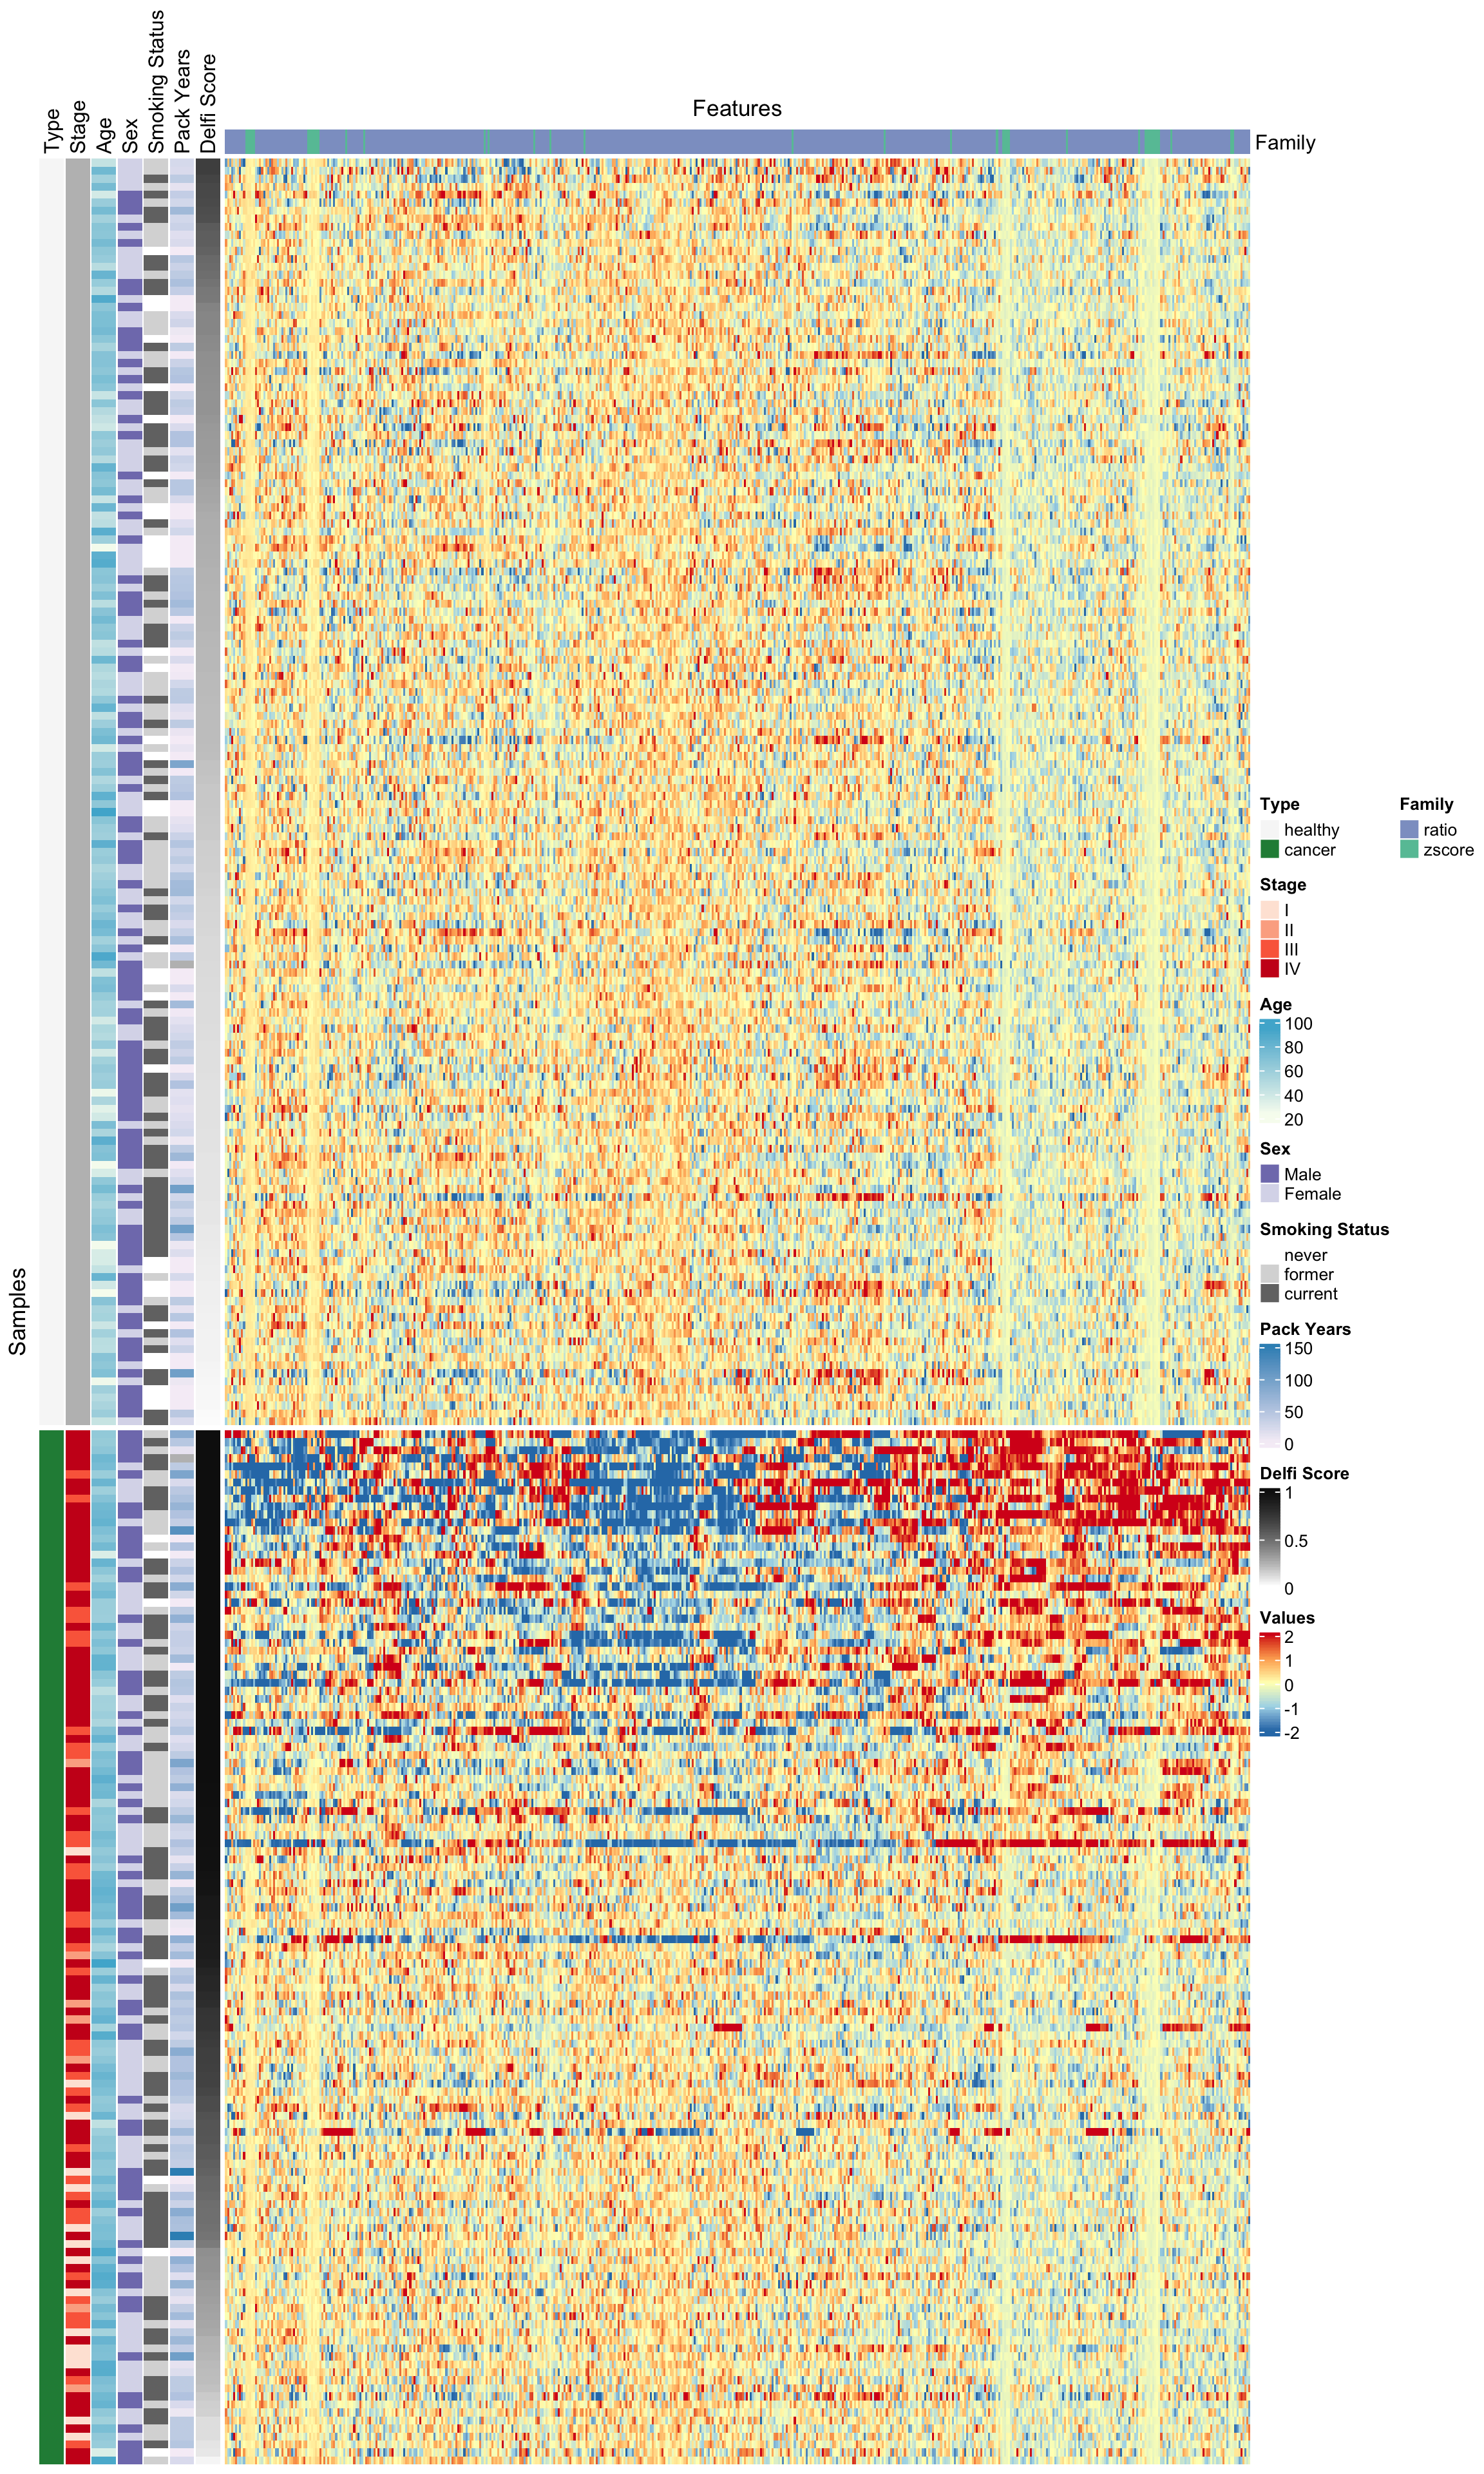 Type
Stage
Age
Sex
Smoking Status
Pack Years
Delfi Score
Features
Family
Samples
Type
healthy
cancer
Stage
I
II
III
IV
Age
100
80
60
40
20
Sex
Male
Female
Smoking Status
never
former
current
Pack Years
150
100
50
0
Delfi Score
1
0.5
0
Values
2
1
0
-1
-2
Family
ratio
zscore